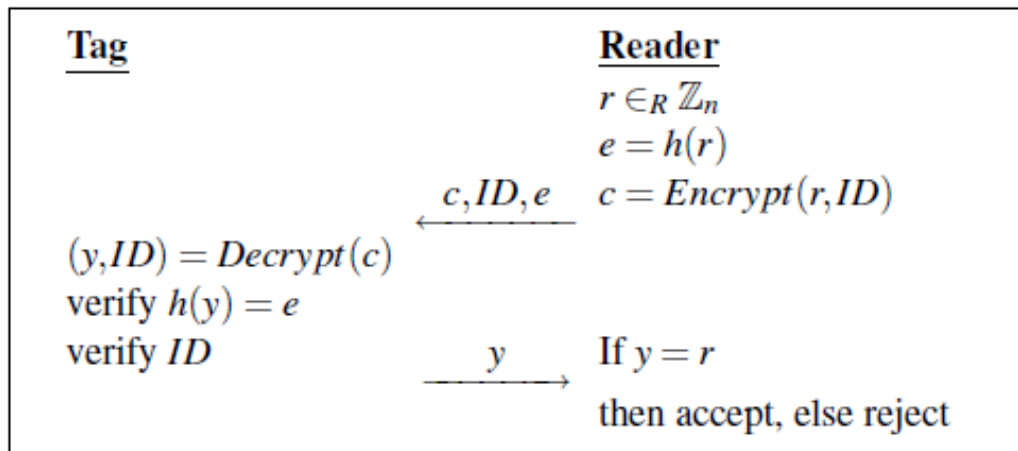 Tag Reader
r ∈R ℤn
e = h(r)
c, ID, e c = Encrypt(r, ID)
(y, ID) = Decrypt(c)
verify h(y) = e
verify ID y If y = r
then accept, else reject